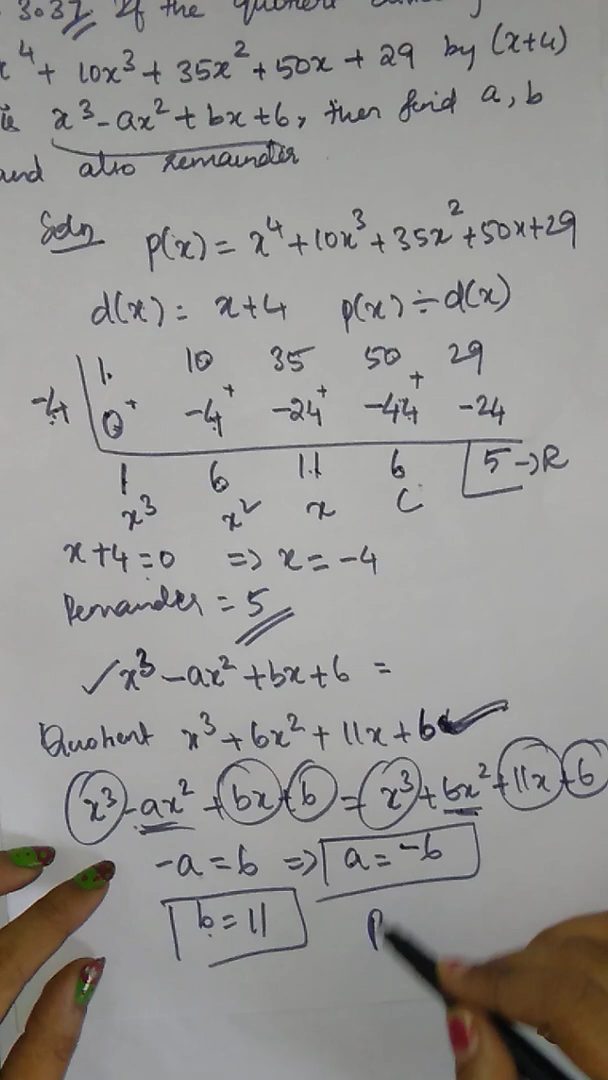 3.03> If the quotient
x⁴ + 10x³ + 35x² + 50x + 29 by (x+4)
is x³ - ax² + bx + 6, then find a, b
and also remainder
Soln p(x) = x⁴ + 10x³ + 35x² + 50x + 29
d(x) = x+4 p(x) ÷ d(x)
1. 10 35 50 29
-4 0 + -4 + -24 + -44 + -24
1 6 11 6 5 → R
x³ x² x C
x+4 = 0 => x = -4
Remainder = 5
✓ x³ - ax² + bx + 6 =
Quotient x³ + 6x² + 11x + 6 ✓
x³ - ax² + bx + 6 = x³ + 6x² + 11x + 6
-a = 6 => a = -6
b = 11